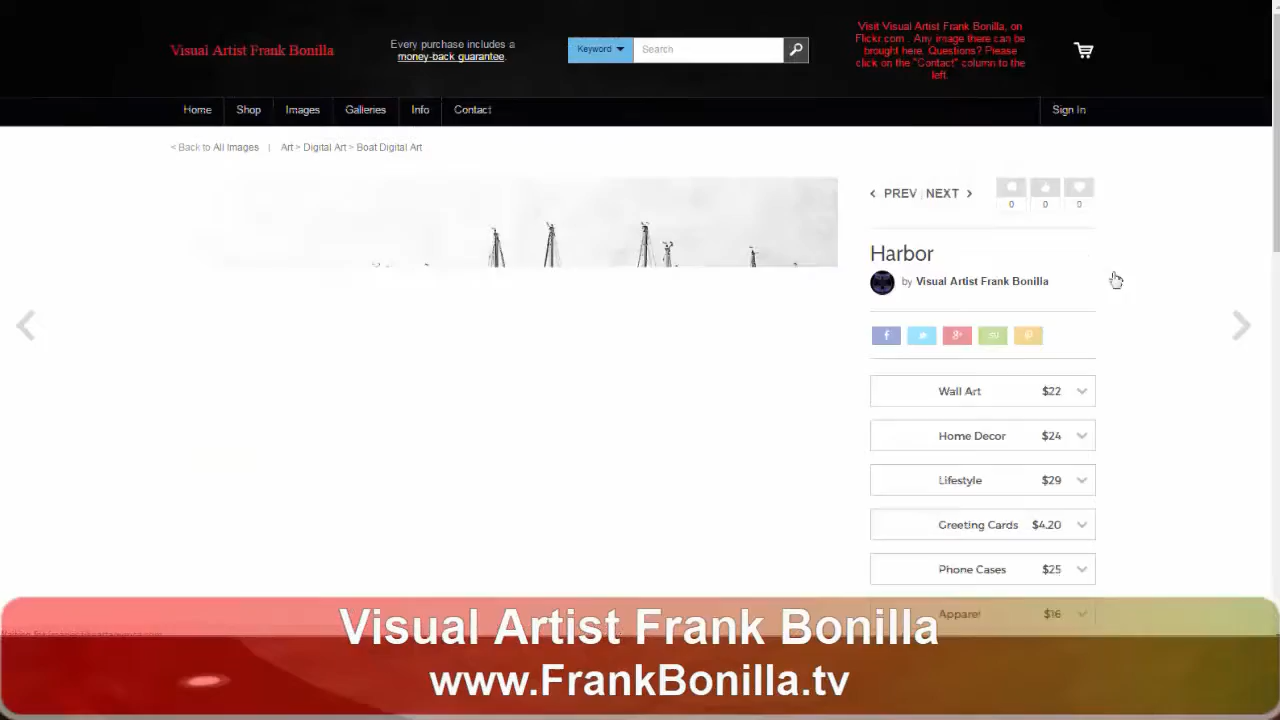 Visual Artist Frank Bonilla
Every purchase includes a
money-back guarantee.
Keyword
Search
Visit Visual Artist Frank Bonilla, on
Flickr.com . Any image there can be
brought here. Questions? Please
click on the "Contact" column to the
left.
Home
Shop
Images
Galleries
Info
Contact
Sign In
< Back to All Images | Art > Digital Art > Boat Digital Art
< PREV NEXT >
0 0 0
Harbor
by Visual Artist Frank Bonilla
Wall Art $22
Home Decor $24
Lifestyle $29
Greeting Cards $4.20
Phone Cases $25
Apparel $16
Visual Artist Frank Bonilla
www.FrankBonilla.tv